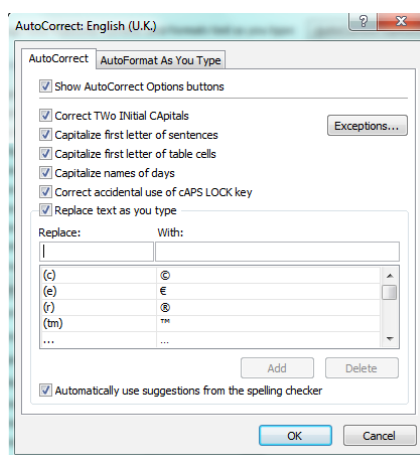 AutoCorrect: English (U.K.)
AutoCorrect AutoFormat As You Type
Show AutoCorrect Options buttons
Correct TWo INitial CApitals
Exceptions...
Capitalize first letter of sentences
Capitalize first letter of table cells
Capitalize names of days
Correct accidental use of cAPS LOCK key
Replace text as you type
Replace: With:
(c) ©
(e) €
(r) ®
(tm) ™
... …
Add Delete
Automatically use suggestions from the spelling checker
OK Cancel